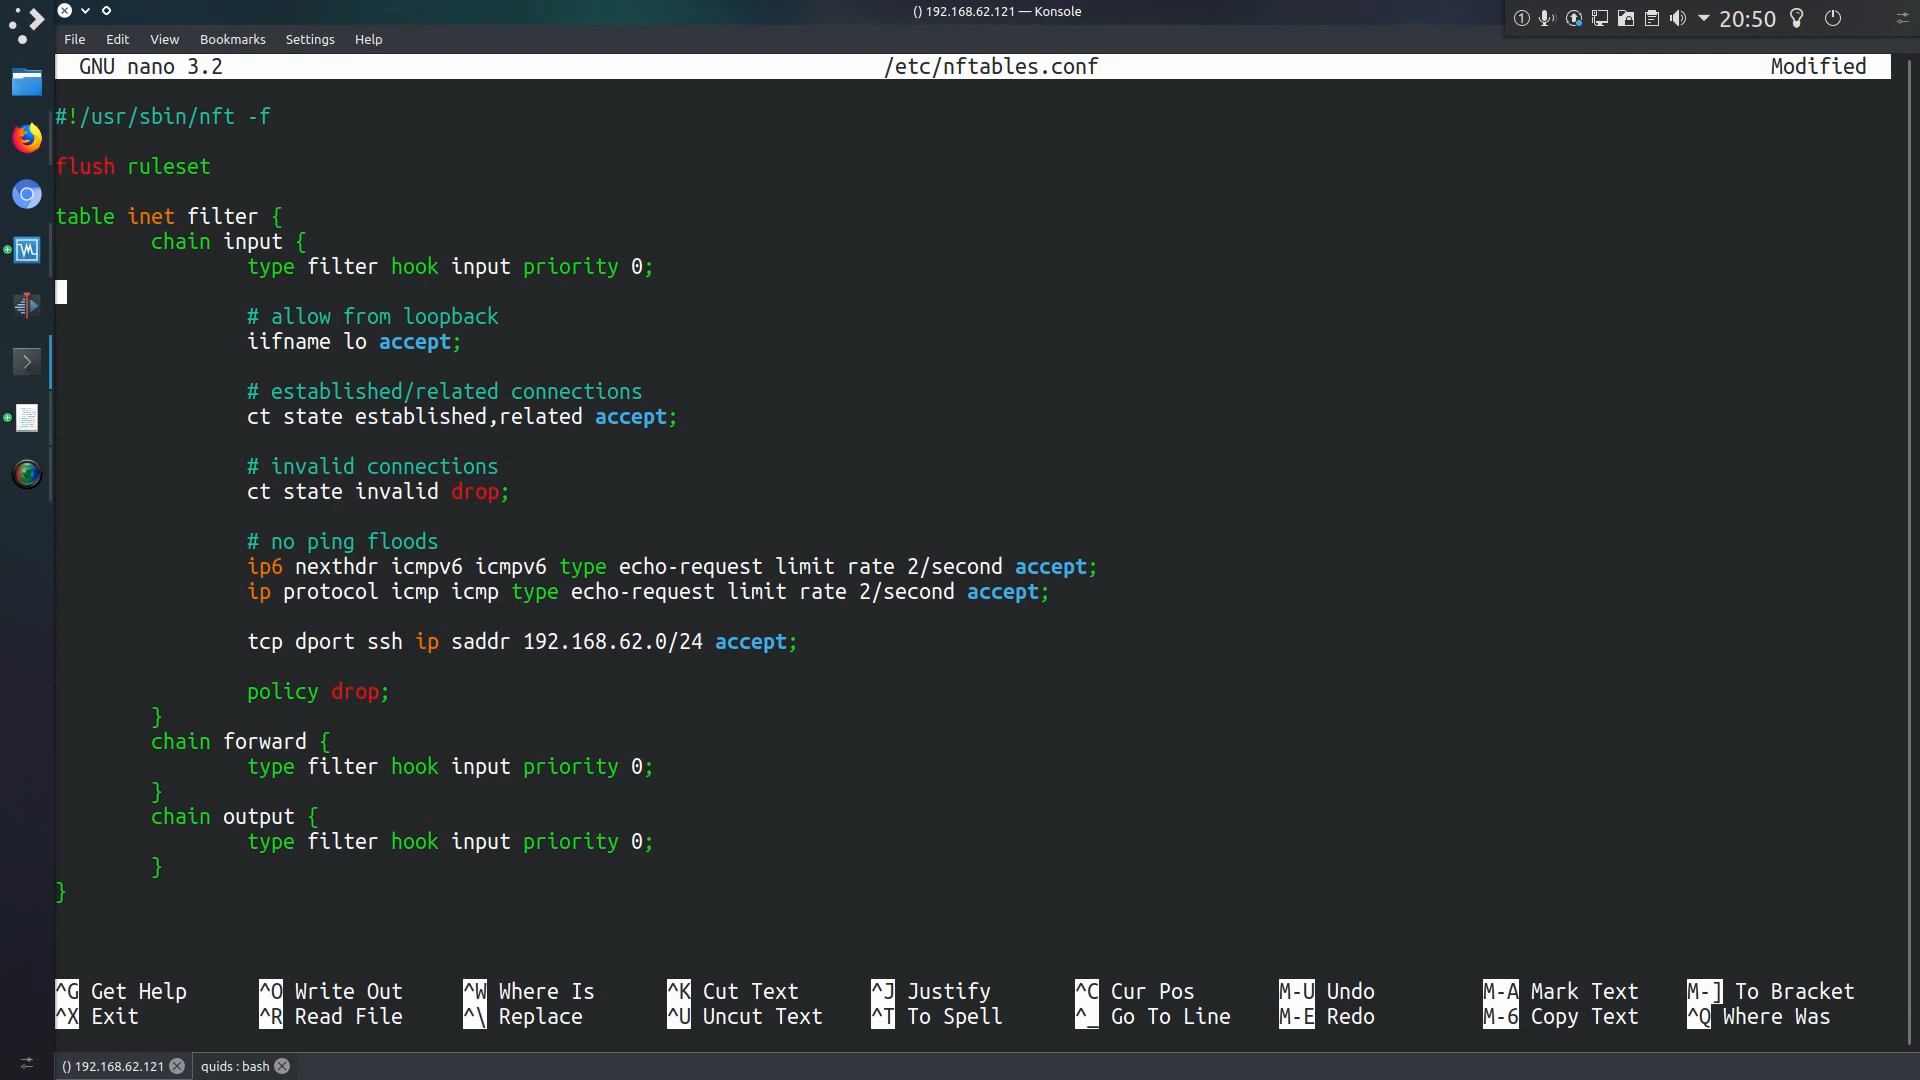 () 192.168.62.121 — Konsole
20:50
File Edit View Bookmarks Settings Help
GNU nano 3.2 /etc/nftables.conf Modified
#!/usr/sbin/nft -f
flush ruleset
table inet filter {
chain input {
type filter hook input priority 0;
# allow from loopback
iifname lo accept;
# established/related connections
ct state established,related accept;
# invalid connections
ct state invalid drop;
# no ping floods
ip6 nexthdr icmpv6 icmpv6 type echo-request limit rate 2/second accept;
ip protocol icmp icmp type echo-request limit rate 2/second accept;
tcp dport ssh ip saddr 192.168.62.0/24 accept;
policy drop;
}
chain forward {
type filter hook input priority 0;
}
chain output {
type filter hook input priority 0;
}
}
^G Get Help ^O Write Out ^W Where Is ^K Cut Text ^J Justify ^C Cur Pos M-U Undo M-A Mark Text M-] To Bracket
^X Exit ^R Read File ^\ Replace ^U Uncut Text ^T To Spell ^_ Go To Line M-E Redo M-6 Copy Text ^Q Where Was
() 192.168.62.121 quids : bash